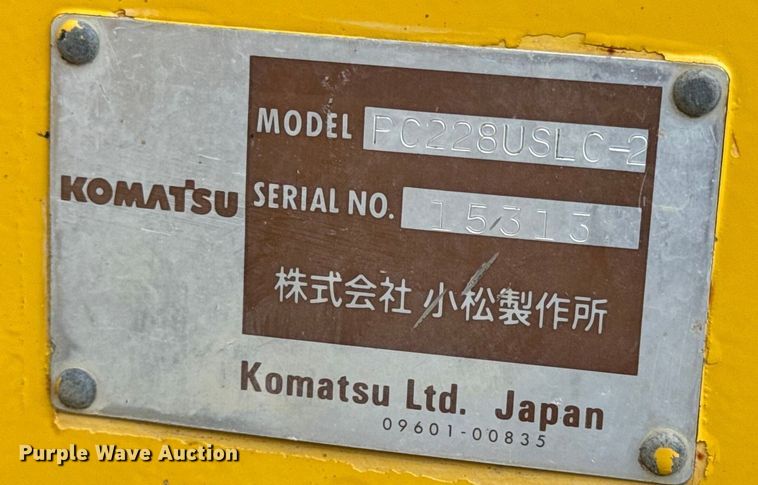 MODEL PC228USLC-2
KOMATSU SERIAL NO. 15313
株式会社 小松製作所
Komatsu Ltd. Japan
09601-00835
Purple Wave Auction